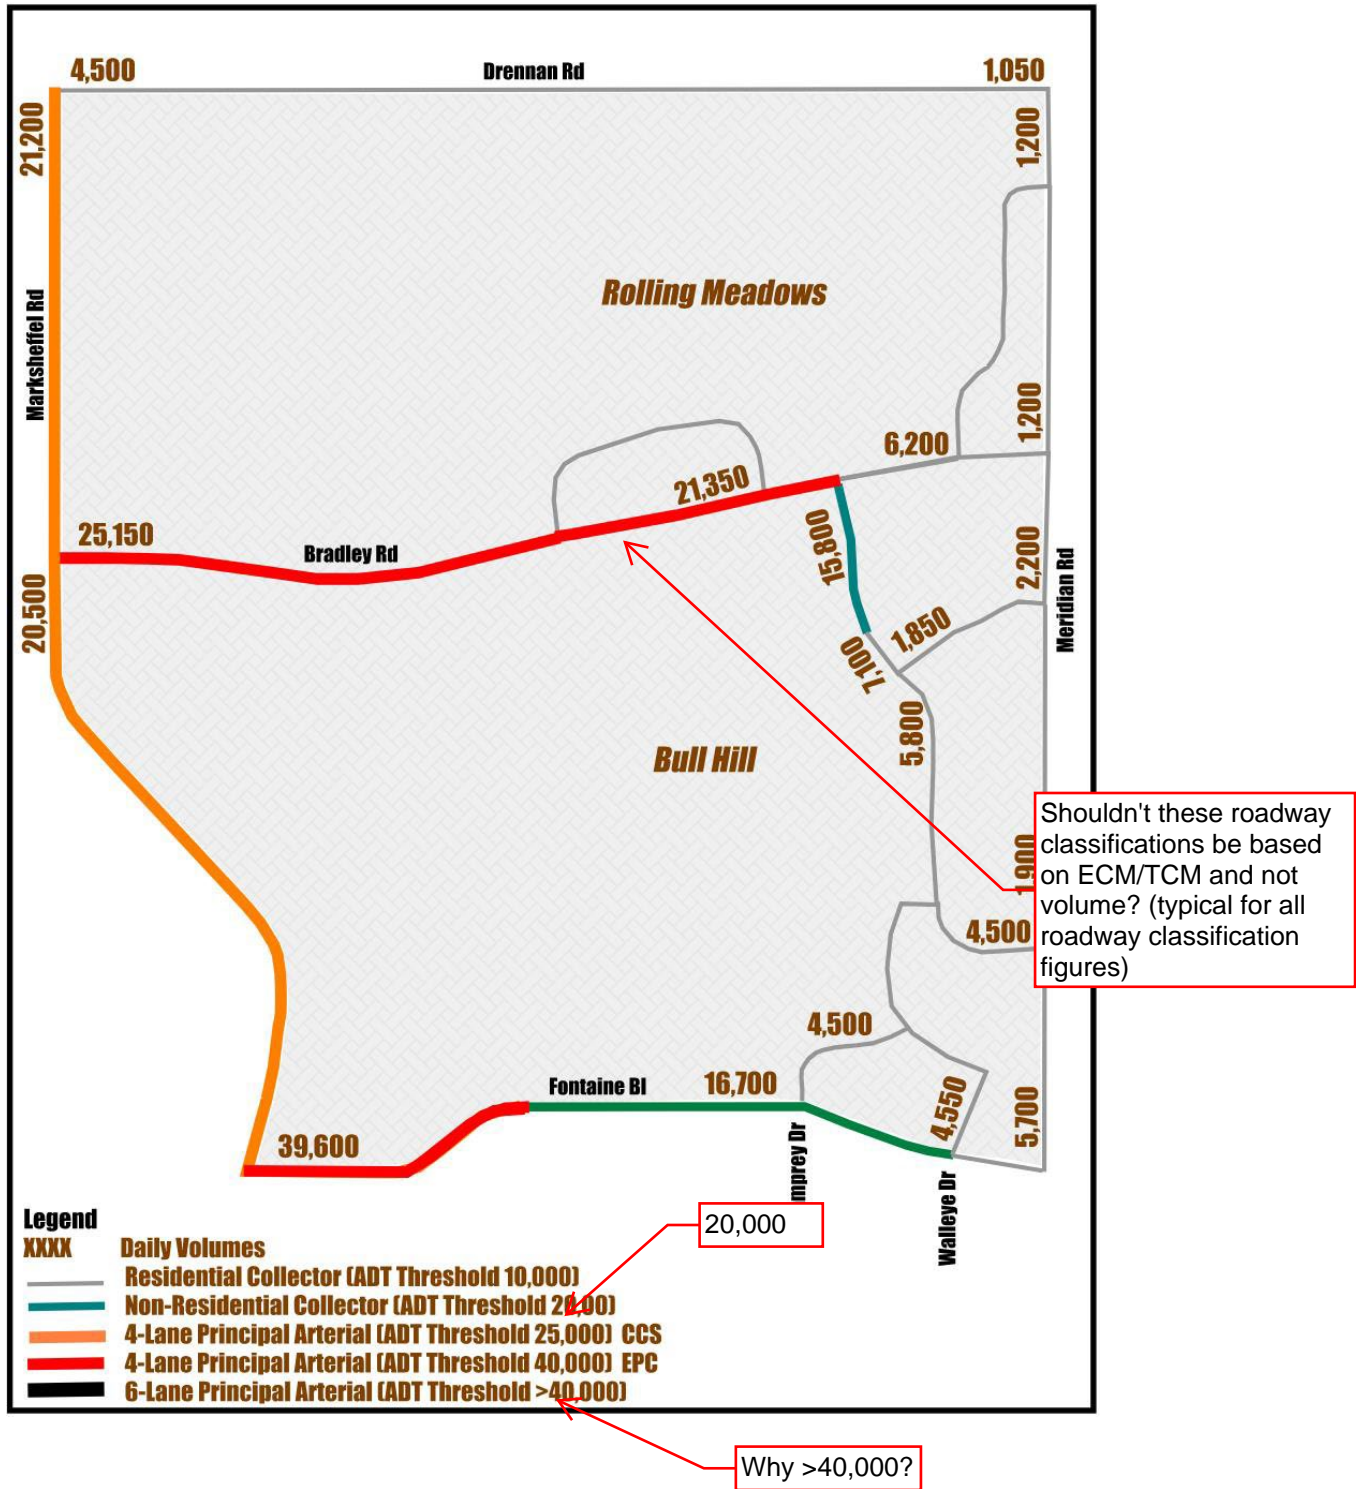 4,500
Drennan Rd
1,050
21,200
1,200
Rolling Meadows
Marksheffel Rd
1,200
6,200
21,350
25,150
Bradley Rd
15,800
2,200
20,500
1,850
Meridian Rd
7,100
5,800
Bull Hill
Shouldn't these roadway
classifications be based
on ECM/TCM and not
volume? (typical for all
roadway classification
figures)
1,900
4,500
4,500
Fontaine Bl
16,700
4,550
5,700
39,600
mprey Dr
Walleye Dr
20,000
Legend
XXXX Daily Volumes
Residential Collector (ADT Threshold 10,000)
Non-Residential Collector (ADT Threshold 20,00)
4-Lane Principal Arterial (ADT Threshold 25,000) CCS
4-Lane Principal Arterial (ADT Threshold 40,000) EPC
6-Lane Principal Arterial (ADT Threshold >40,000)
Why >40,000?